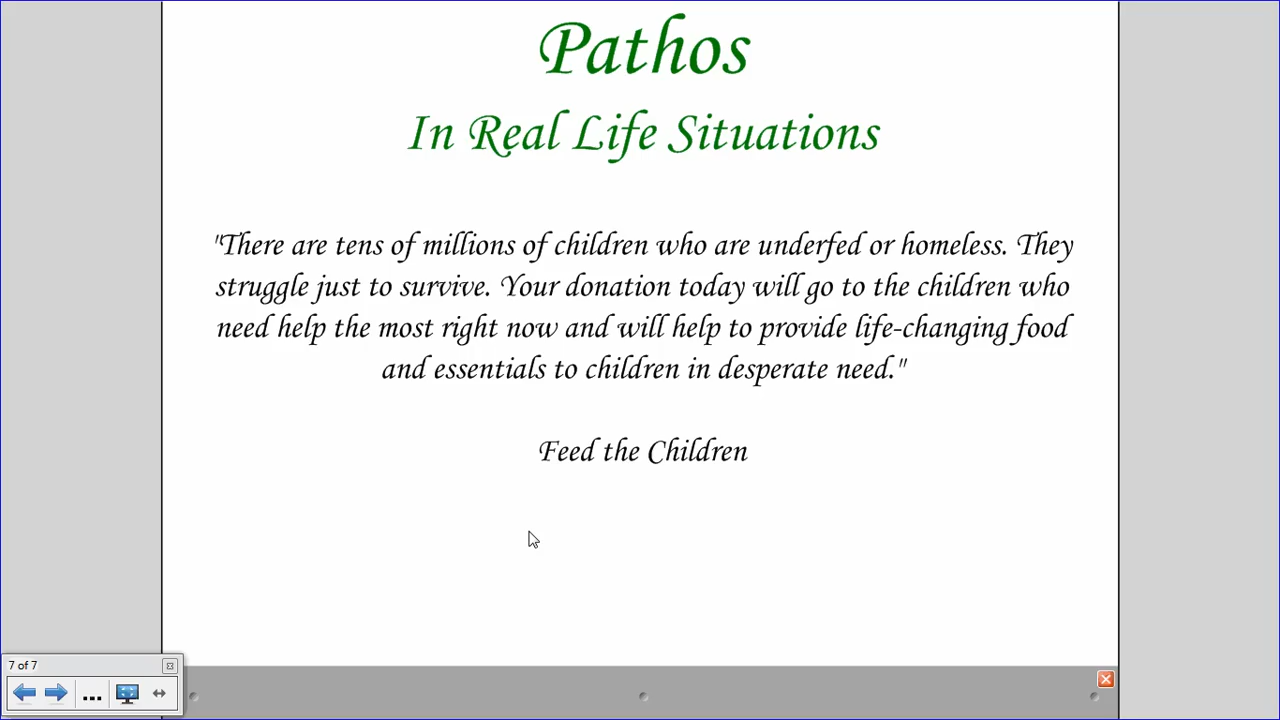 Pathos
In Real Life Situations
"There are tens of millions of children who are underfed or homeless. They
struggle just to survive. Your donation today will go to the children who
need help the most right now and will help to provide life-changing food
and essentials to children in desperate need."
Feed the Children
7 of 7
...